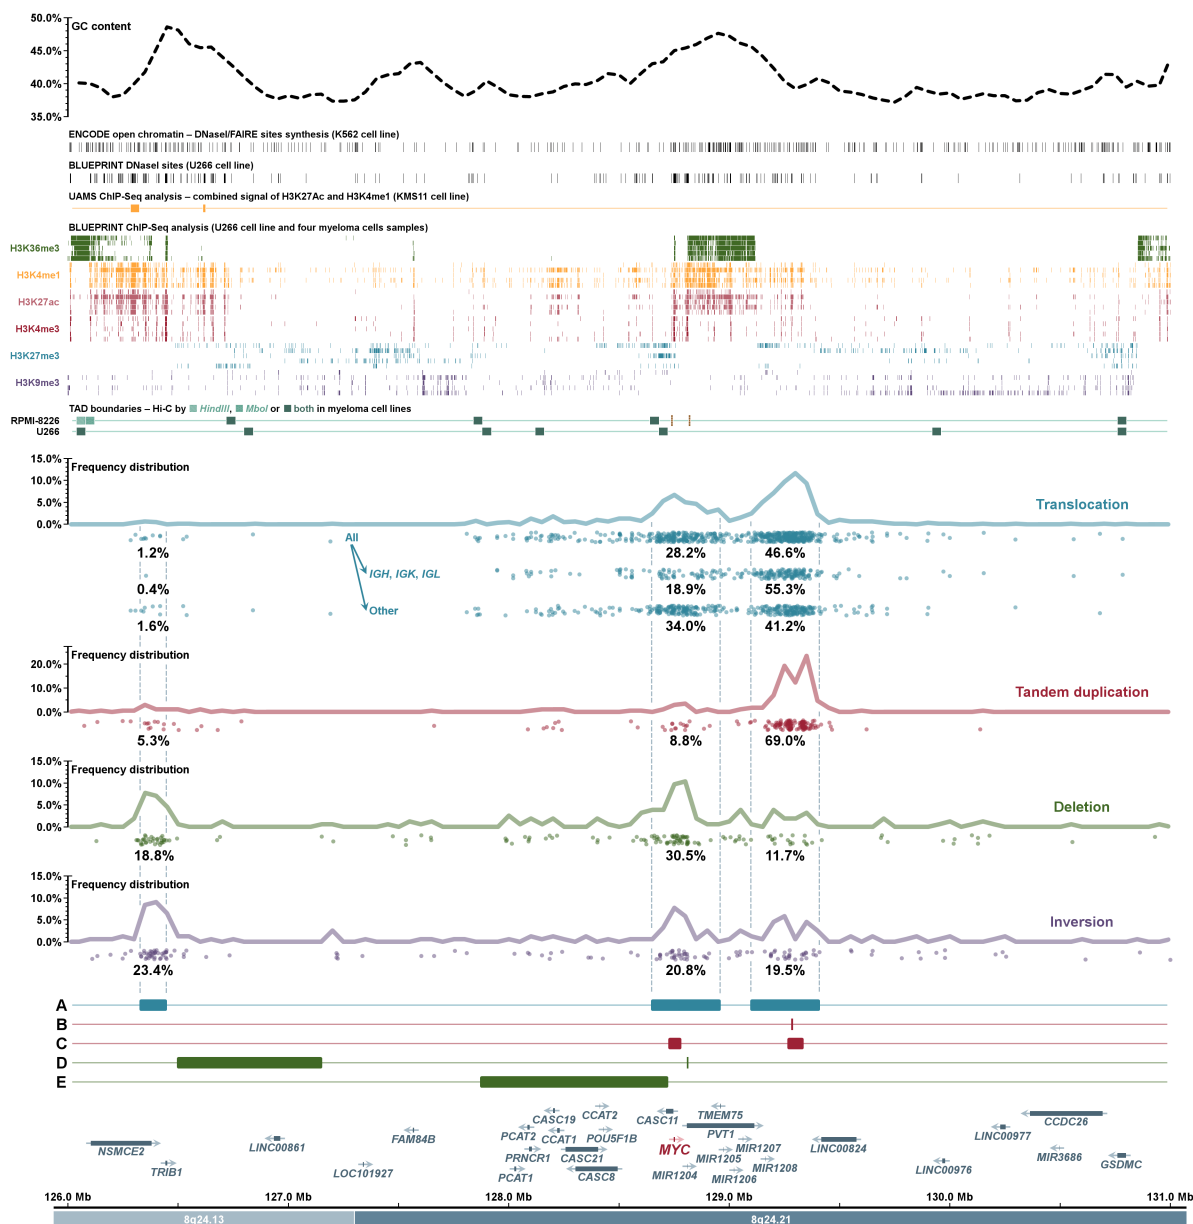 50.0%
GC content
45.0%
40.0%
35.0%
ENCODE open chromatin – DNaseI/FAIRE sites synthesis (K562 cell line)
BLUEPRINT DNaseI sites (U266 cell line)
UAMS ChIP-Seq analysis – combined signal of H3K27Ac and H3K4me1 (KMS11 cell line)
BLUEPRINT ChIP-Seq analysis (U266 cell line and four myeloma cells samples)
H3K36me3
H3K4me1
H3K27ac
H3K4me3
H3K27me3
H3K9me3
TAD boundaries – Hi-C by HindIII, MboI or both in myeloma cell lines
RPMI-8226
U266
15.0%
Frequency distribution
10.0%
5.0%
0.0%
Translocation
All
1.2% 28.2% 46.6%
IGH, IGK, IGL
0.4% 18.9% 55.3%
Other
1.6% 34.0% 41.2%
Frequency distribution
20.0%
10.0%
0.0%
Tandem duplication
5.3% 8.8% 69.0%
15.0%
Frequency distribution
10.0%
5.0%
0.0%
Deletion
18.8% 30.5% 11.7%
15.0%
Frequency distribution
10.0%
5.0%
0.0%
Inversion
23.4% 20.8% 19.5%
A
B
C
D
E
CASC19 CCAT2 CASC11 TMEM75 CCDC26
PCAT2 CCAT1 POU5F1B PVT1 LINC00977
NSMCE2 LINC00861 FAM84B PRNCR1 CASC21 MYC MIR1205 MIR1207 LINC00824 MIR3686
TRIB1 LOC101927 PCAT1 CASC8 MIR1204 MIR1206 MIR1208 LINC00976 GSDMC
126.0 Mb 127.0 Mb 128.0 Mb 129.0 Mb 130.0 Mb 131.0 Mb
8q24.13 8q24.21